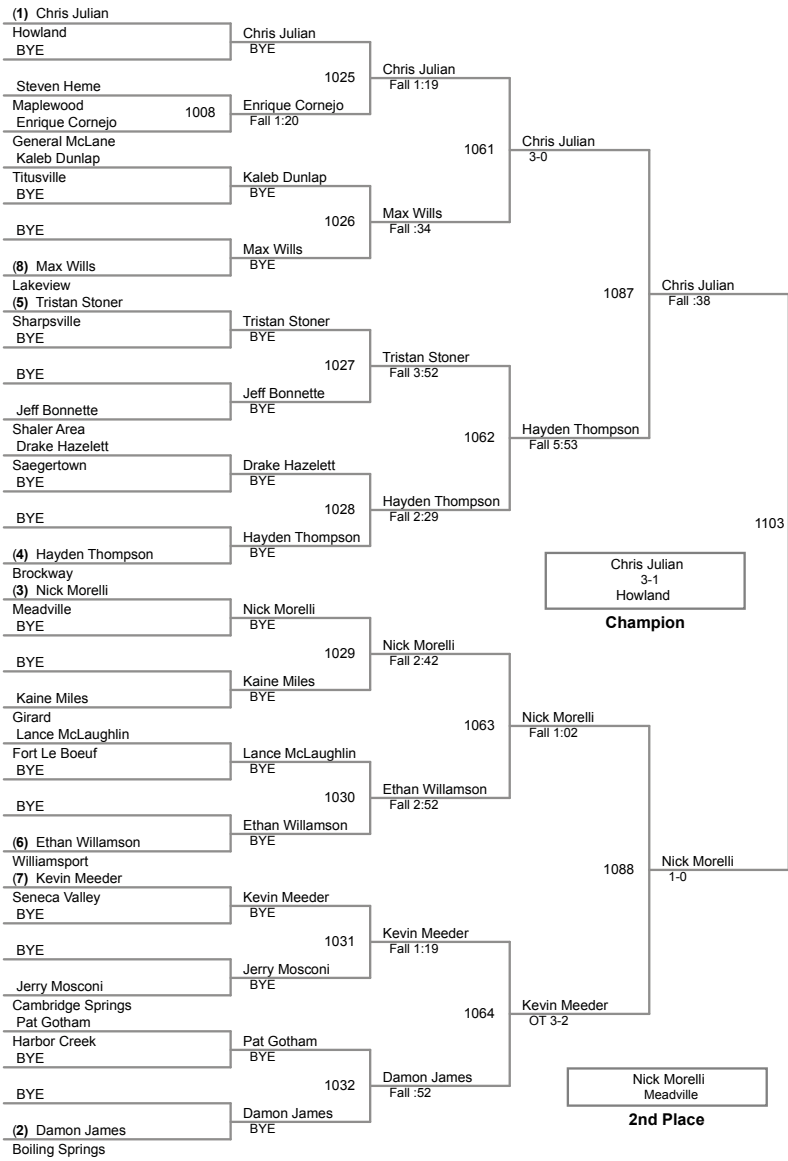 (1) Chris Julian
Howland
BYE
Steven Heme
Maplewood
Enrique Cornejo
General McLane
Kaleb Dunlap
Titusville
BYE
BYE
(8) Max Wills
Lakeview
(5) Tristan Stoner
Sharpsville
BYE
BYE
Jeff Bonnette
Shaler Area
Drake Hazelett
Saegertown
BYE
BYE
(4) Hayden Thompson
Brockway
(3) Nick Morelli
Meadville
BYE
BYE
Kaine Miles
Girard
Lance McLaughlin
Fort Le Boeuf
BYE
BYE
(6) Ethan Willamson
Williamsport
(7) Kevin Meeder
Seneca Valley
BYE
BYE
Jerry Mosconi
Cambridge Springs
Pat Gotham
Harbor Creek
BYE
BYE
(2) Damon James
Boiling Springs
1008
Chris Julian
BYE
Enrique Cornejo
Fall 1:20
Kaleb Dunlap
BYE
Max Wills
BYE
Tristan Stoner
BYE
Jeff Bonnette
BYE
Drake Hazelett
BYE
Hayden Thompson
BYE
Nick Morelli
BYE
Kaine Miles
BYE
Lance McLaughlin
BYE
Ethan Willamson
BYE
Kevin Meeder
BYE
Jerry Mosconi
BYE
Pat Gotham
BYE
Damon James
BYE
1025
1026
1027
1028
1029
1030
1031
1032
Chris Julian
Fall 1:19
Max Wills
Fall :34
Tristan Stoner
Fall 3:52
Hayden Thompson
Fall 2:29
Nick Morelli
Fall 2:42
Ethan Willamson
Fall 2:52
Kevin Meeder
Fall 1:19
Damon James
Fall :52
1061
1062
1063
1064
Chris Julian
3-0
Hayden Thompson
Fall 5:53
Nick Morelli
Fall 1:02
Kevin Meeder
OT 3-2
1087
1088
Chris Julian
Fall :38
Nick Morelli
1-0
1103
Chris Julian
3-1
Howland
Champion
Nick Morelli
Meadville
2nd Place